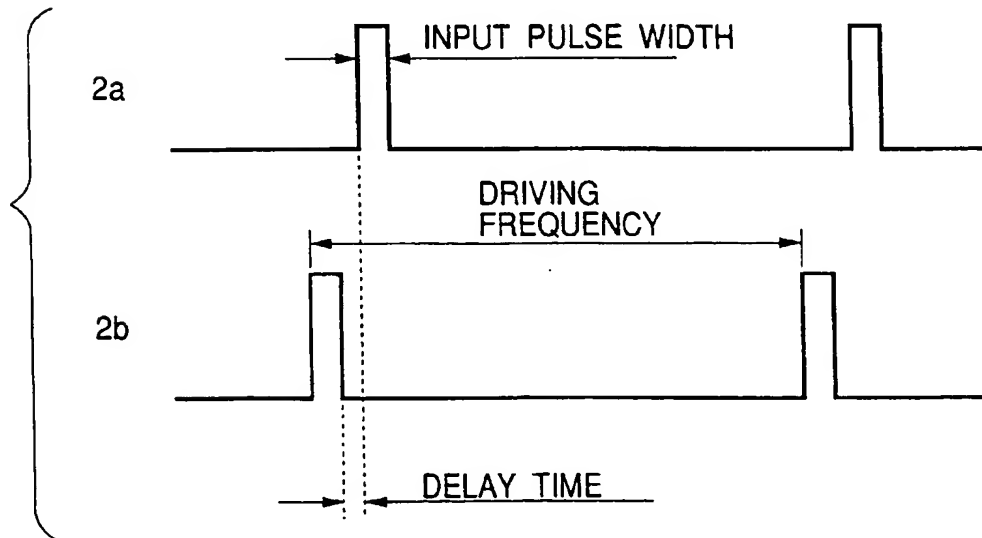 INPUT PULSE WIDTH
2a
DRIVING
FREQUENCY
2b
DELAY TIME